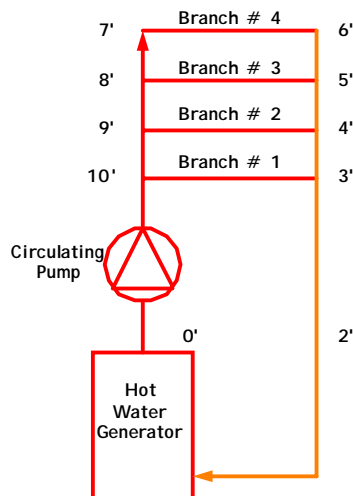 7' Branch # 4 6'
8' Branch # 3 5'
9' Branch # 2 4'
10' Branch # 1 3'
Circulating
Pump
0' 2'
Hot
Water
Generator